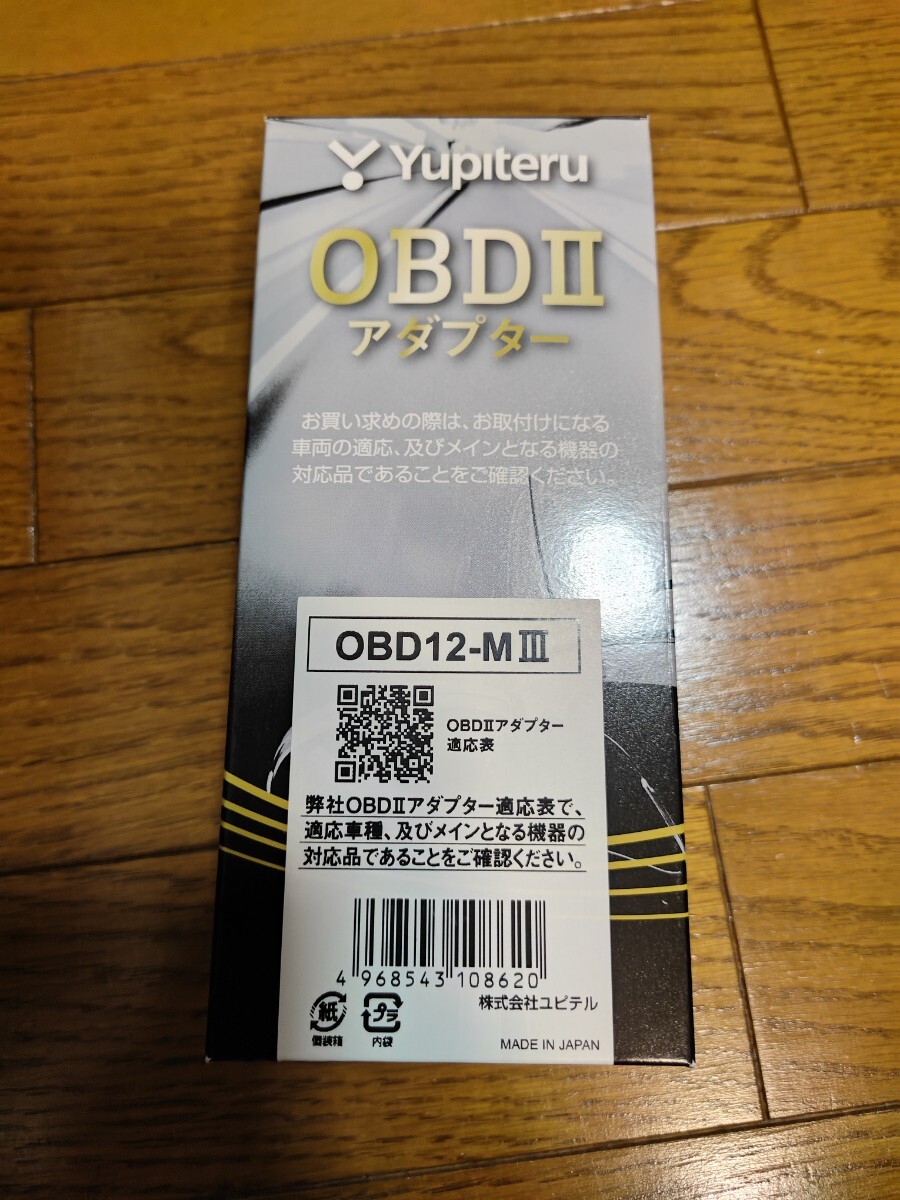 Yupiteru
OBDⅡ
アダプター
お買い求めの際は、お取付けになる
車両の適応、及びメインとなる機器の
対応品であることをご確認ください。
OBD12-MⅢ
OBDⅡアダプター
適応表
弊社OBDⅡアダプター適応表で、
適応車種、及びメインとなる機器の
対応品であることをご確認ください。
4 968543 108620
株式会社ユピテル
紙
個装箱
プラ
内袋
MADE IN JAPAN